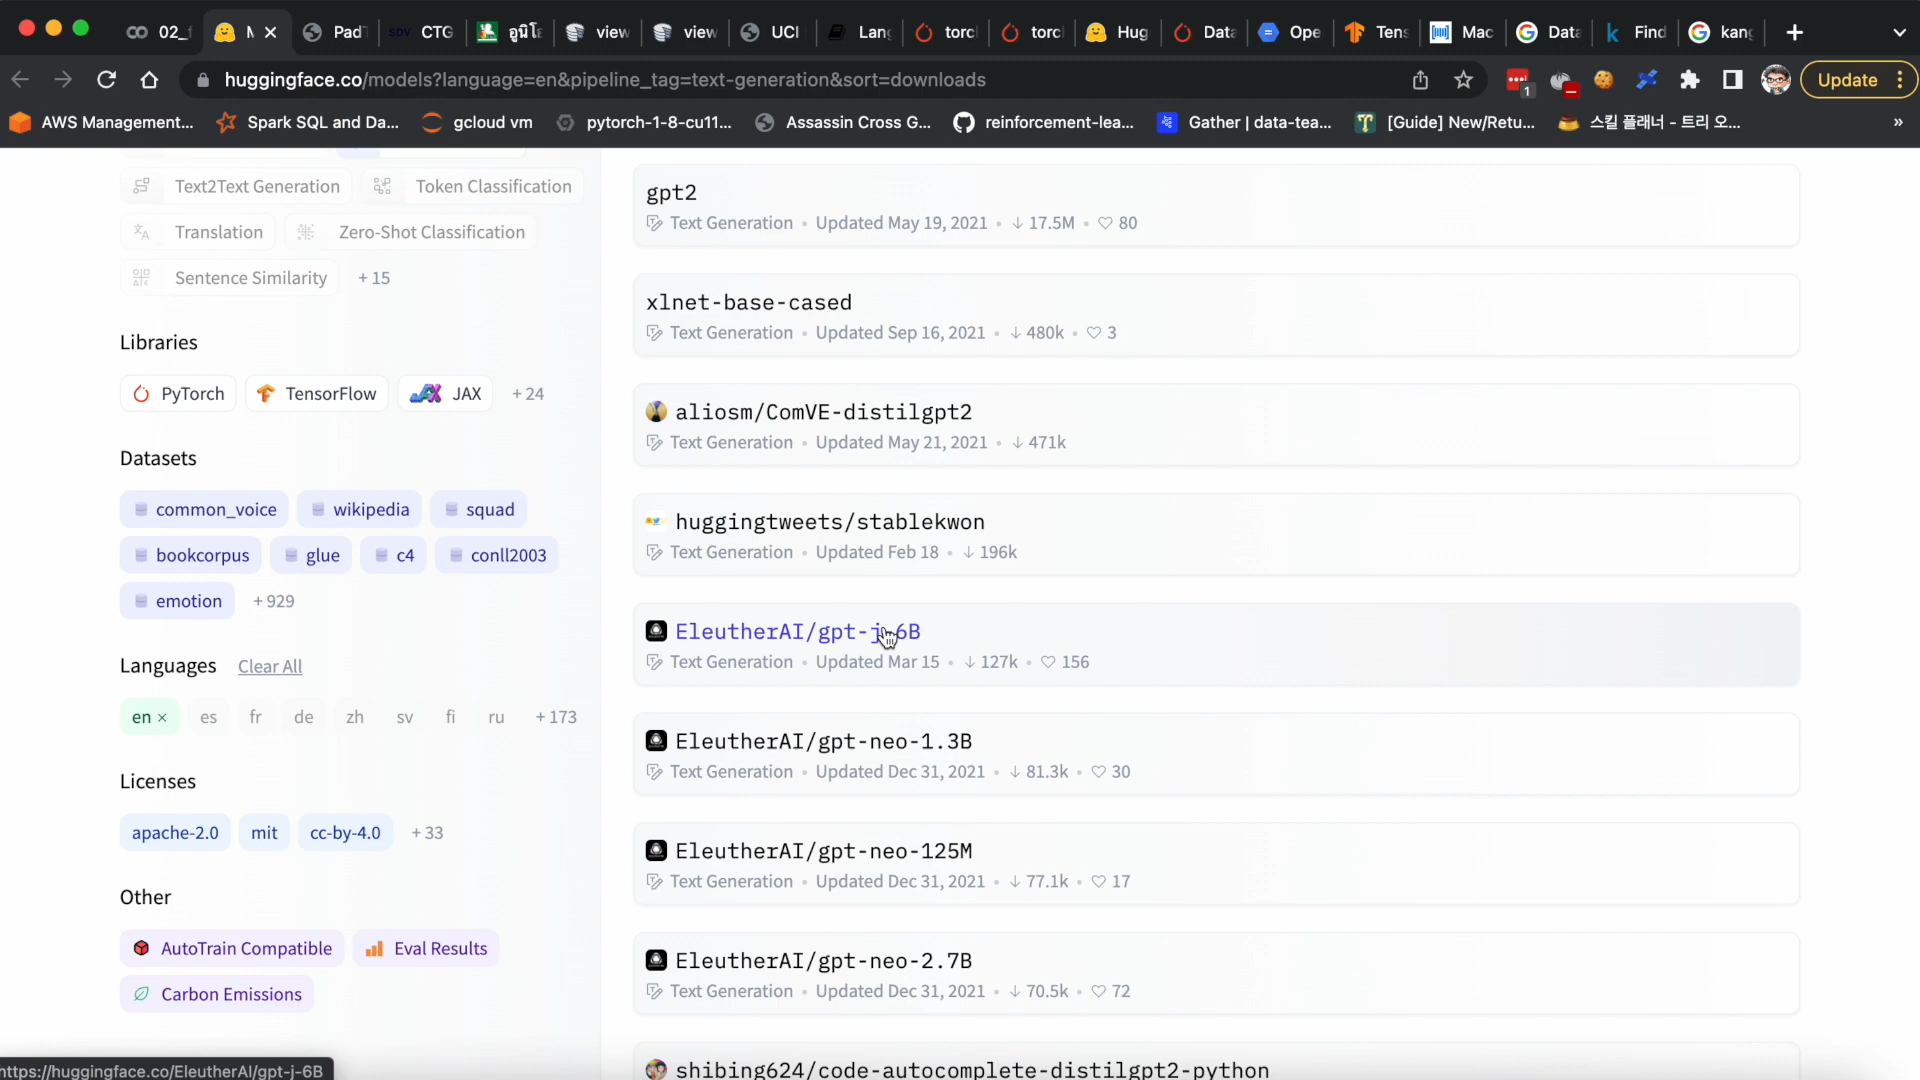 02_
M
PadT
SDV CTG
อูนิโ
view
view
UCI
Lang
torc
torc
Hug
Data
Ope
Tens
Mac
Data
Find
kang
huggingface.co/models?language=en&pipeline_tag=text-generation&sort=downloads
1
Update
AWS Management...
Spark SQL and Da...
gcloud vm
pytorch-1-8-cu11...
Assassin Cross G...
reinforcement-lea...
Gather | data-tea...
[Guide] New/Retu...
스킬 플래너 - 트리 오...
»
Text2Text Generation
Token Classification
Translation
Zero-Shot Classification
Sentence Similarity
+ 15
Libraries
PyTorch
TensorFlow
JAX
+ 24
Datasets
common_voice
wikipedia
squad
bookcorpus
glue
c4
conll2003
emotion
+ 929
Languages Clear All
en × es fr de zh sv fi ru + 173
Licenses
apache-2.0 mit cc-by-4.0 + 33
Other
AutoTrain Compatible
Eval Results
Carbon Emissions
gpt2
Text Generation • Updated May 19, 2021 • ↓ 17.5M • ♡ 80
xlnet-base-cased
Text Generation • Updated Sep 16, 2021 • ↓ 480k • ♡ 3
aliosm/ComVE-distilgpt2
Text Generation • Updated May 21, 2021 • ↓ 471k
huggingtweets/stablekwon
Text Generation • Updated Feb 18 • ↓ 196k
EleutherAI/gpt-j-6B
Text Generation • Updated Mar 15 • ↓ 127k • ♡ 156
EleutherAI/gpt-neo-1.3B
Text Generation • Updated Dec 31, 2021 • ↓ 81.3k • ♡ 30
EleutherAI/gpt-neo-125M
Text Generation • Updated Dec 31, 2021 • ↓ 77.1k • ♡ 17
EleutherAI/gpt-neo-2.7B
Text Generation • Updated Dec 31, 2021 • ↓ 70.5k • ♡ 72
shibing624/code-autocomplete-distilgpt2-python
https://huggingface.co/EleutherAI/gpt-j-6B